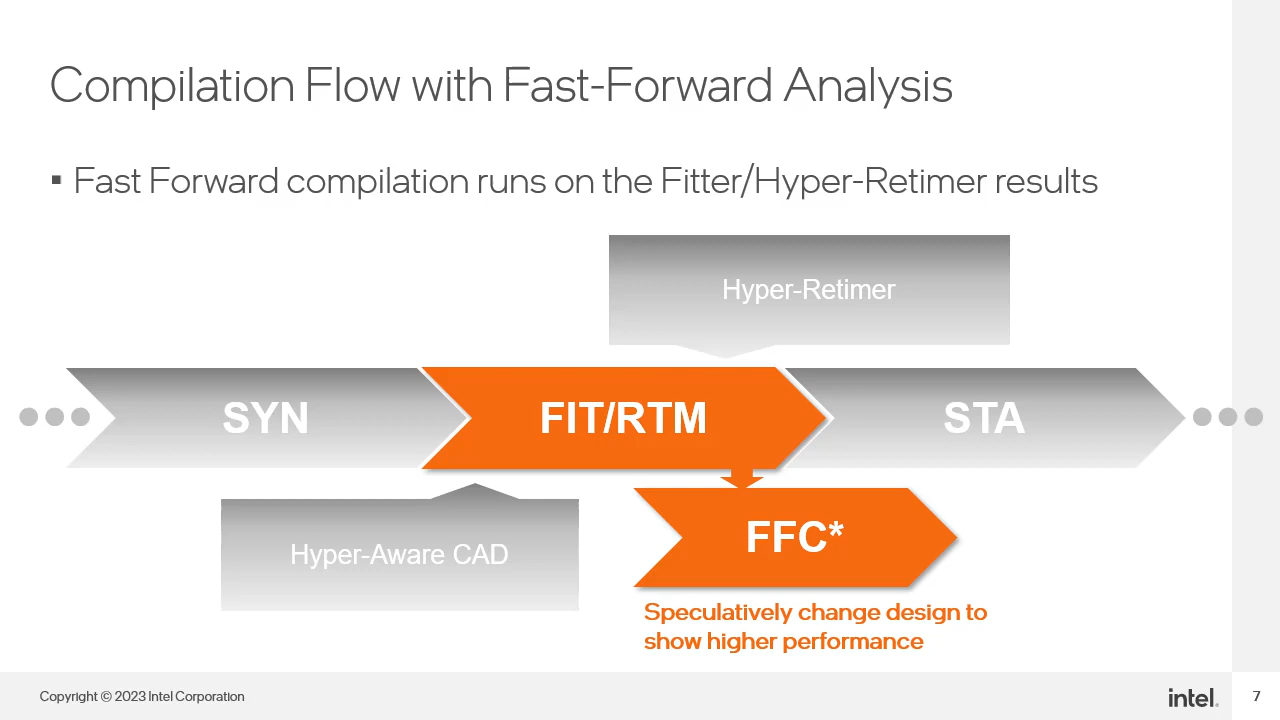 Compilation Flow with Fast-Forward Analysis
▪ Fast Forward compilation runs on the Fitter/Hyper-Retimer results
Hyper-Retimer
SYN
FIT/RTM
STA
Hyper-Aware CAD
FFC*
Speculatively change design to
show higher performance
Copyright © 2023 Intel Corporation
intel.
7